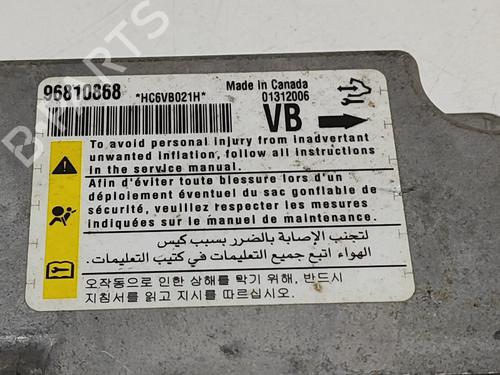 96810868
*HC6VB021H*
Made in Canada
01312006
VB
To avoid personal injury from inadvertant
unwanted inflation, follow all instructions
in the service manual.
Afin d'éviter toute blessure lors d'un
déploiement éventuel du sac gonflable de
sécurité, veuillez respecter les mesures
indiquées sur le manuel de maintenance.
لتجنب الإصابة بالضرر بسبب كيس
الهواء اتبع جميع التعليمات في كتيب التعليمات.
오작동으로 인한 상해를 막기 위해, 반드시
지침서를 읽고 지시를 따르십시오.